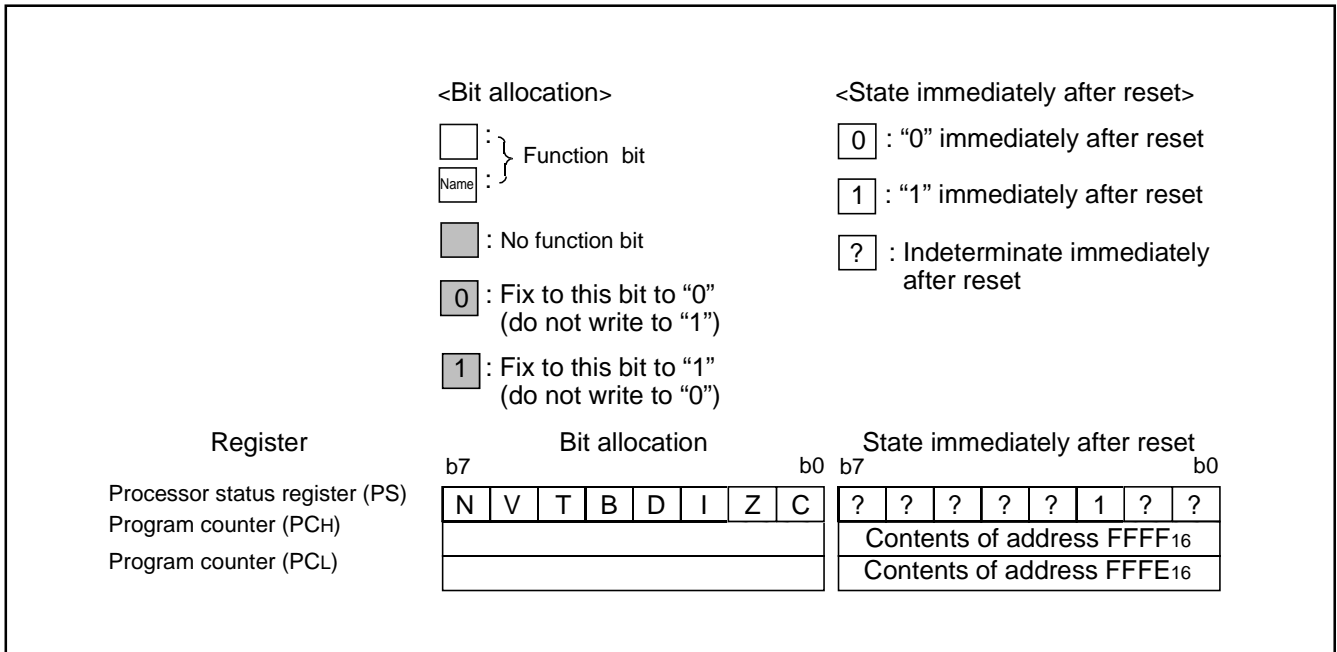 <Bit allocation>
:
Function bit
Name :
: No function bit
0 : Fix to this bit to “0”
(do not write to “1”)
1 : Fix to this bit to “1”
(do not write to “0”)
<State immediately after reset>
0 : “0” immediately after reset
1 : “1” immediately after reset
? : Indeterminate immediately
after reset
Register Bit allocation State immediately after reset
b7 b0 b7 b0
Processor status register (PS) N V T B D I Z C ? ? ? ? ? 1 ? ?
Program counter (PCH) Contents of address FFFF16
Program counter (PCL) Contents of address FFFE16